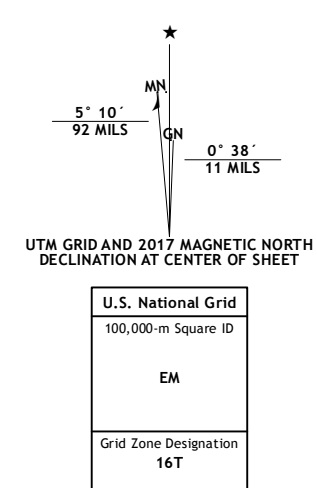 ★
MN
5° 10´
92 MILS
GN
0° 38´
11 MILS
UTM GRID AND 2017 MAGNETIC NORTH
DECLINATION AT CENTER OF SHEET
U.S. National Grid
100,000-m Square ID
EM
Grid Zone Designation
16T